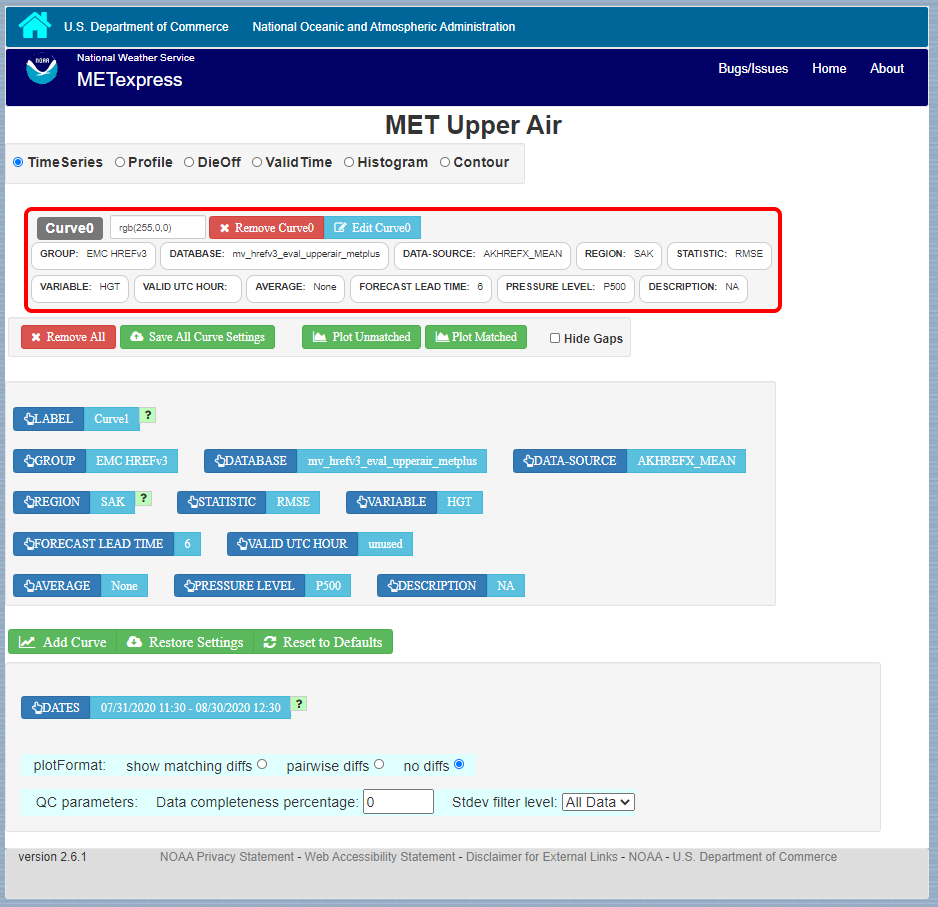 U.S. Department of Commerce National Oceanic and Atmospheric Administration
NOAA
National Weather Service
METexpress
Bugs/Issues Home About
MET Upper Air
TimeSeries Profile DieOff ValidTime Histogram Contour
Curve0 rgb(255,0,0) Remove Curve0 Edit Curve0
GROUP: EMC HREFv3 DATABASE: mv_hrefv3_eval_upperair_metplus DATA-SOURCE: AKHREFX_MEAN REGION: SAK STATISTIC: RMSE
VARIABLE: HGT VALID UTC HOUR: AVERAGE: None FORECAST LEAD TIME: 6 PRESSURE LEVEL: P500 DESCRIPTION: NA
Remove All Save All Curve Settings Plot Unmatched Plot Matched Hide Gaps
LABEL Curve1 ?
GROUP EMC HREFv3 DATABASE mv_hrefv3_eval_upperair_metplus DATA-SOURCE AKHREFX_MEAN
REGION SAK ? STATISTIC RMSE VARIABLE HGT
FORECAST LEAD TIME 6 VALID UTC HOUR unused
AVERAGE None PRESSURE LEVEL P500 DESCRIPTION NA
Add Curve Restore Settings Reset to Defaults
DATES 07/31/2020 11:30 - 08/30/2020 12:30 ?
plotFormat: show matching diffs pairwise diffs no diffs
QC parameters: Data completeness percentage: 0 Stdev filter level: All Data
version 2.6.1 NOAA Privacy Statement - Web Accessibility Statement - Disclaimer for External Links - NOAA - U.S. Department of Commerce